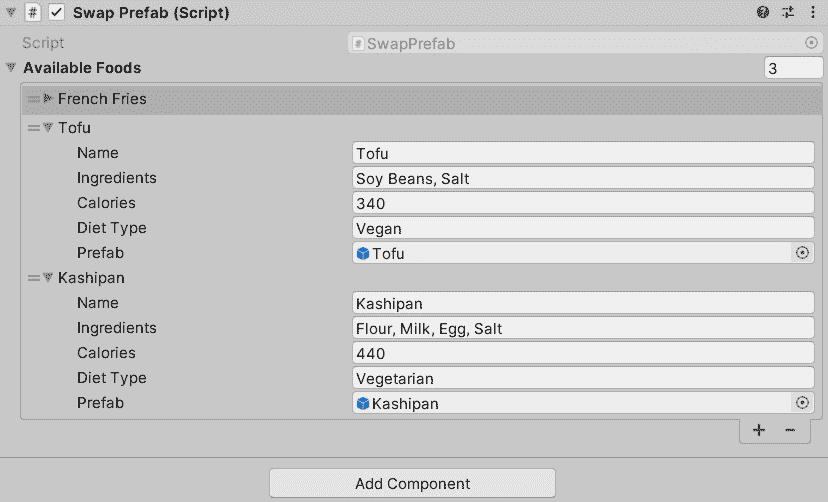 Swap Prefab (Script)
Script SwapPrefab
Available Foods 3
French Fries
Tofu
Name Tofu
Ingredients Soy Beans, Salt
Calories 340
Diet Type Vegan
Prefab Tofu
Kashipan
Name Kashipan
Ingredients Flour, Milk, Egg, Salt
Calories 440
Diet Type Vegetarian
Prefab Kashipan
Add Component